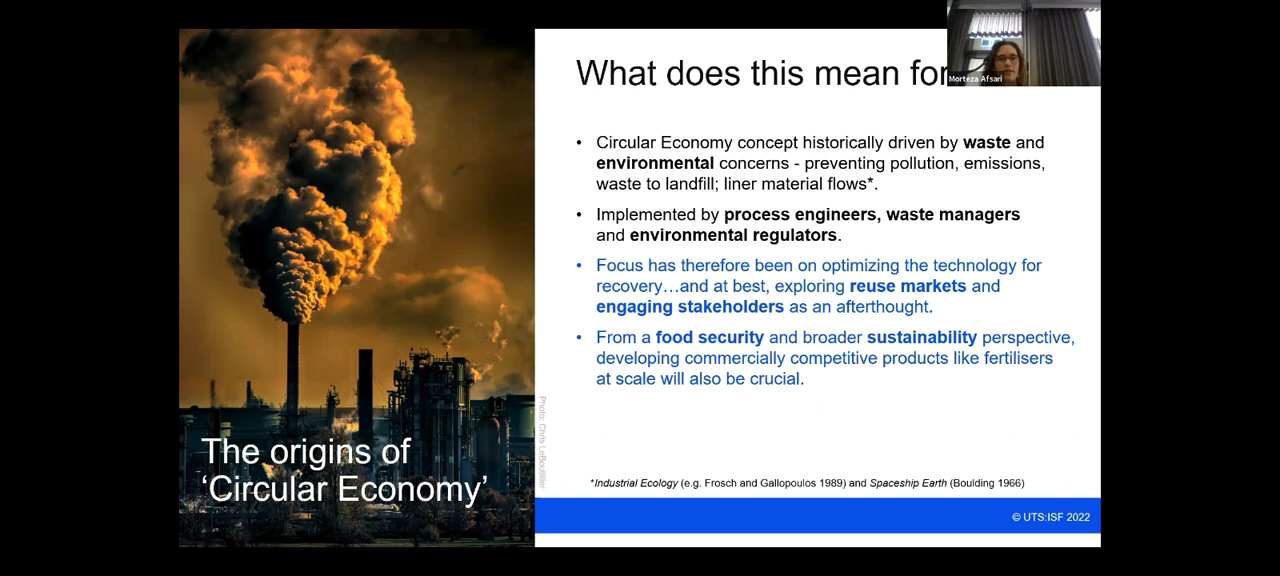 What does this mean for
Morteza Afsari
• Circular Economy concept historically driven by waste and
environmental concerns - preventing pollution, emissions,
waste to landfill; liner material flows*.
• Implemented by process engineers, waste managers
and environmental regulators.
• Focus has therefore been on optimizing the technology for
recovery…and at best, exploring reuse markets and
engaging stakeholders as an afterthought.
• From a food security and broader sustainability perspective,
developing commercially competitive products like fertilisers
at scale will also be crucial.
Photo: Chris LeBoutillier
The origins of
‘Circular Economy’
*Industrial Ecology (e.g. Frosch and Gallopoulos 1989) and Spaceship Earth (Boulding 1966)
© UTS:ISF 2022